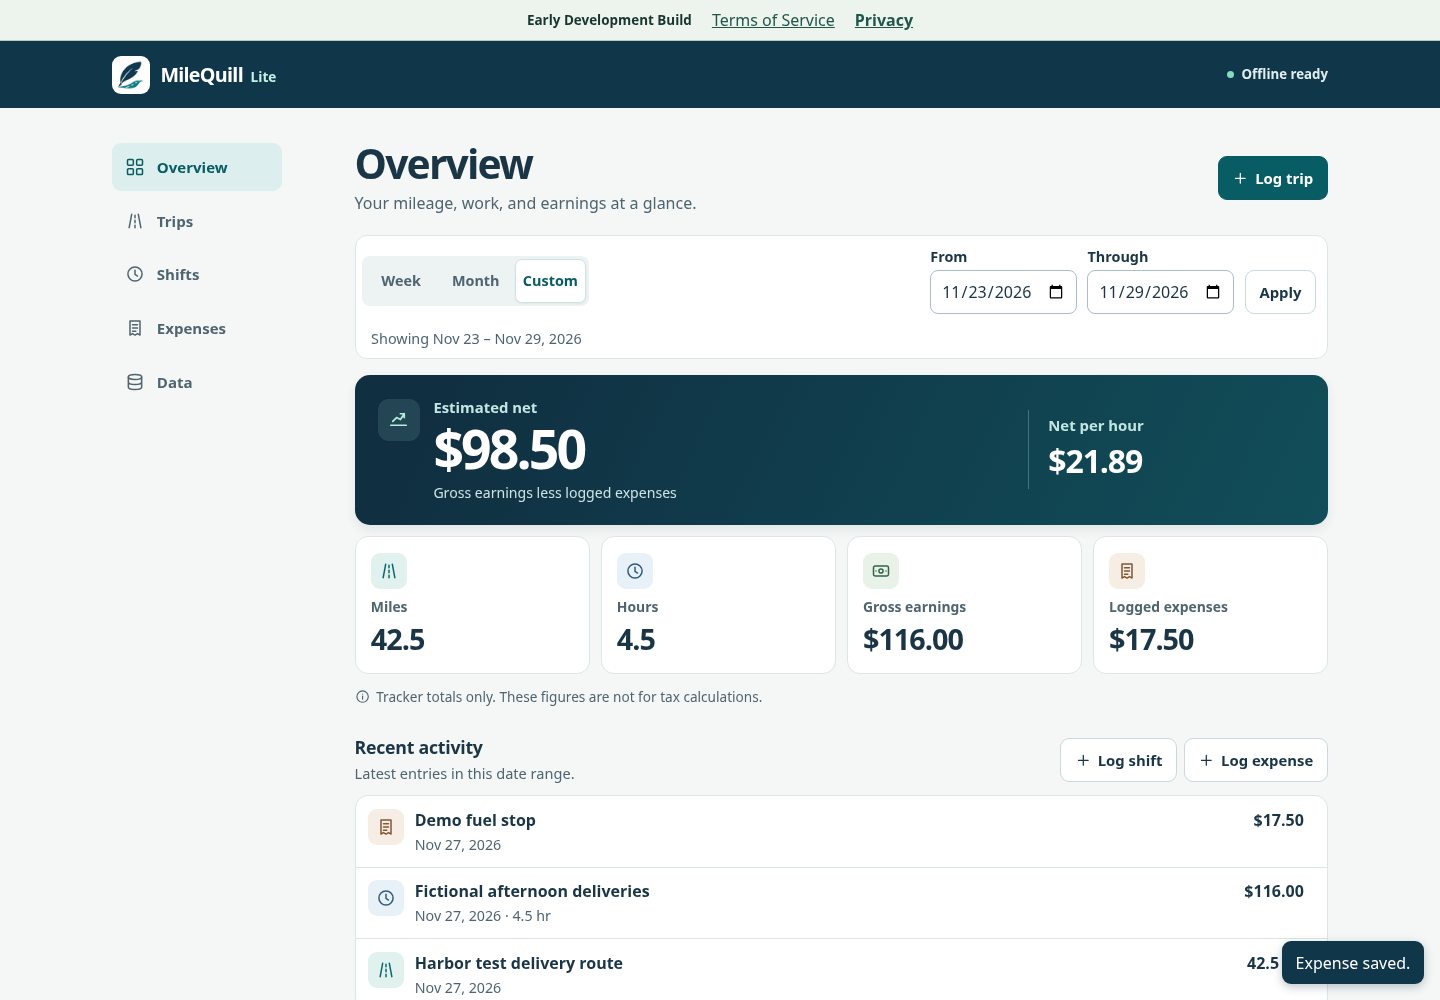 Early Development Build Terms of Service Privacy
MileQuill Lite
Offline ready
Overview
Trips
Shifts
Expenses
Data
Overview
Your mileage, work, and earnings at a glance.
+ Log trip
Week Month Custom
From
11/23/2026
Through
11/29/2026
Apply
Showing Nov 23 – Nov 29, 2026
Estimated net
$98.50
Gross earnings less logged expenses
Net per hour
$21.89
Miles
42.5
Hours
4.5
Gross earnings
$116.00
Logged expenses
$17.50
Tracker totals only. These figures are not for tax calculations.
Recent activity
Latest entries in this date range.
+ Log shift
+ Log expense
Demo fuel stop
$17.50
Nov 27, 2026
Fictional afternoon deliveries
$116.00
Nov 27, 2026 · 4.5 hr
Harbor test delivery route
42.5
Nov 27, 2026
Expense saved.